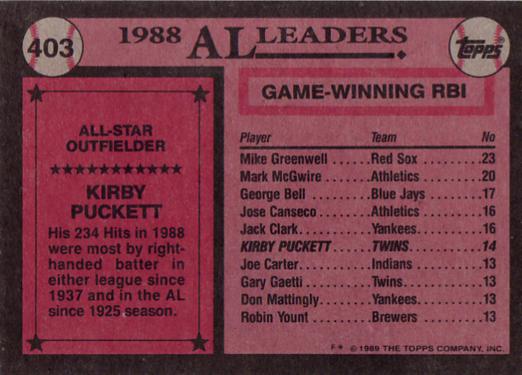 403
1988 AL LEADERS
topps
ALL-STAR
OUTFIELDER
KIRBY
PUCKETT
His 234 Hits in 1988
were most by right-
handed batter in
either league since
1937 and in the AL
since 1925 season.
GAME-WINNING RBI
Player Team No
Mike Greenwell ......Red Sox .........23
Mark McGwire .......Athletics .........20
George Bell .........Blue Jays ........17
Jose Canseco .......Athletics .........16
Jack Clark............Yankees..........16
KIRBY PUCKETT......TWINS............14
Joe Carter............Indians ..........13
Gary Gaetti ..........Twins.............13
Don Mattingly........Yankees..........13
Robin Yount ..........Brewers ..........13
F* © 1989 THE TOPPS COMPANY, INC.